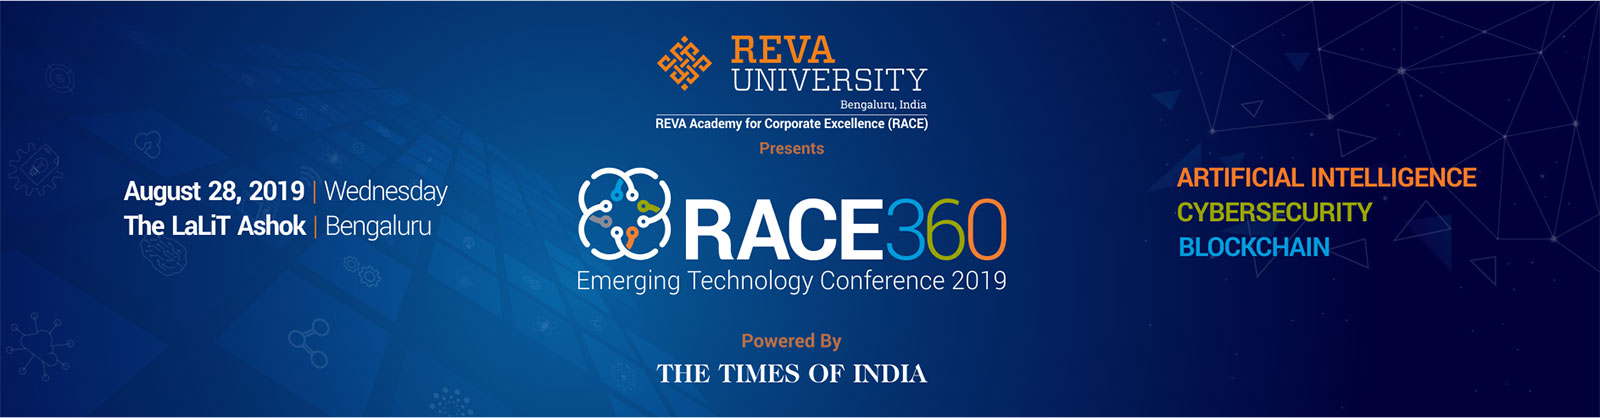 REVA
UNIVERSITY
Bengaluru, India
REVA Academy for Corporate Excellence (RACE)
Presents
August 28, 2019 | Wednesday
The LaLiT Ashok | Bengaluru
RACE360
Emerging Technology Conference 2019
ARTIFICIAL INTELLIGENCE
CYBERSECURITY
BLOCKCHAIN
Powered By
THE TIMES OF INDIA